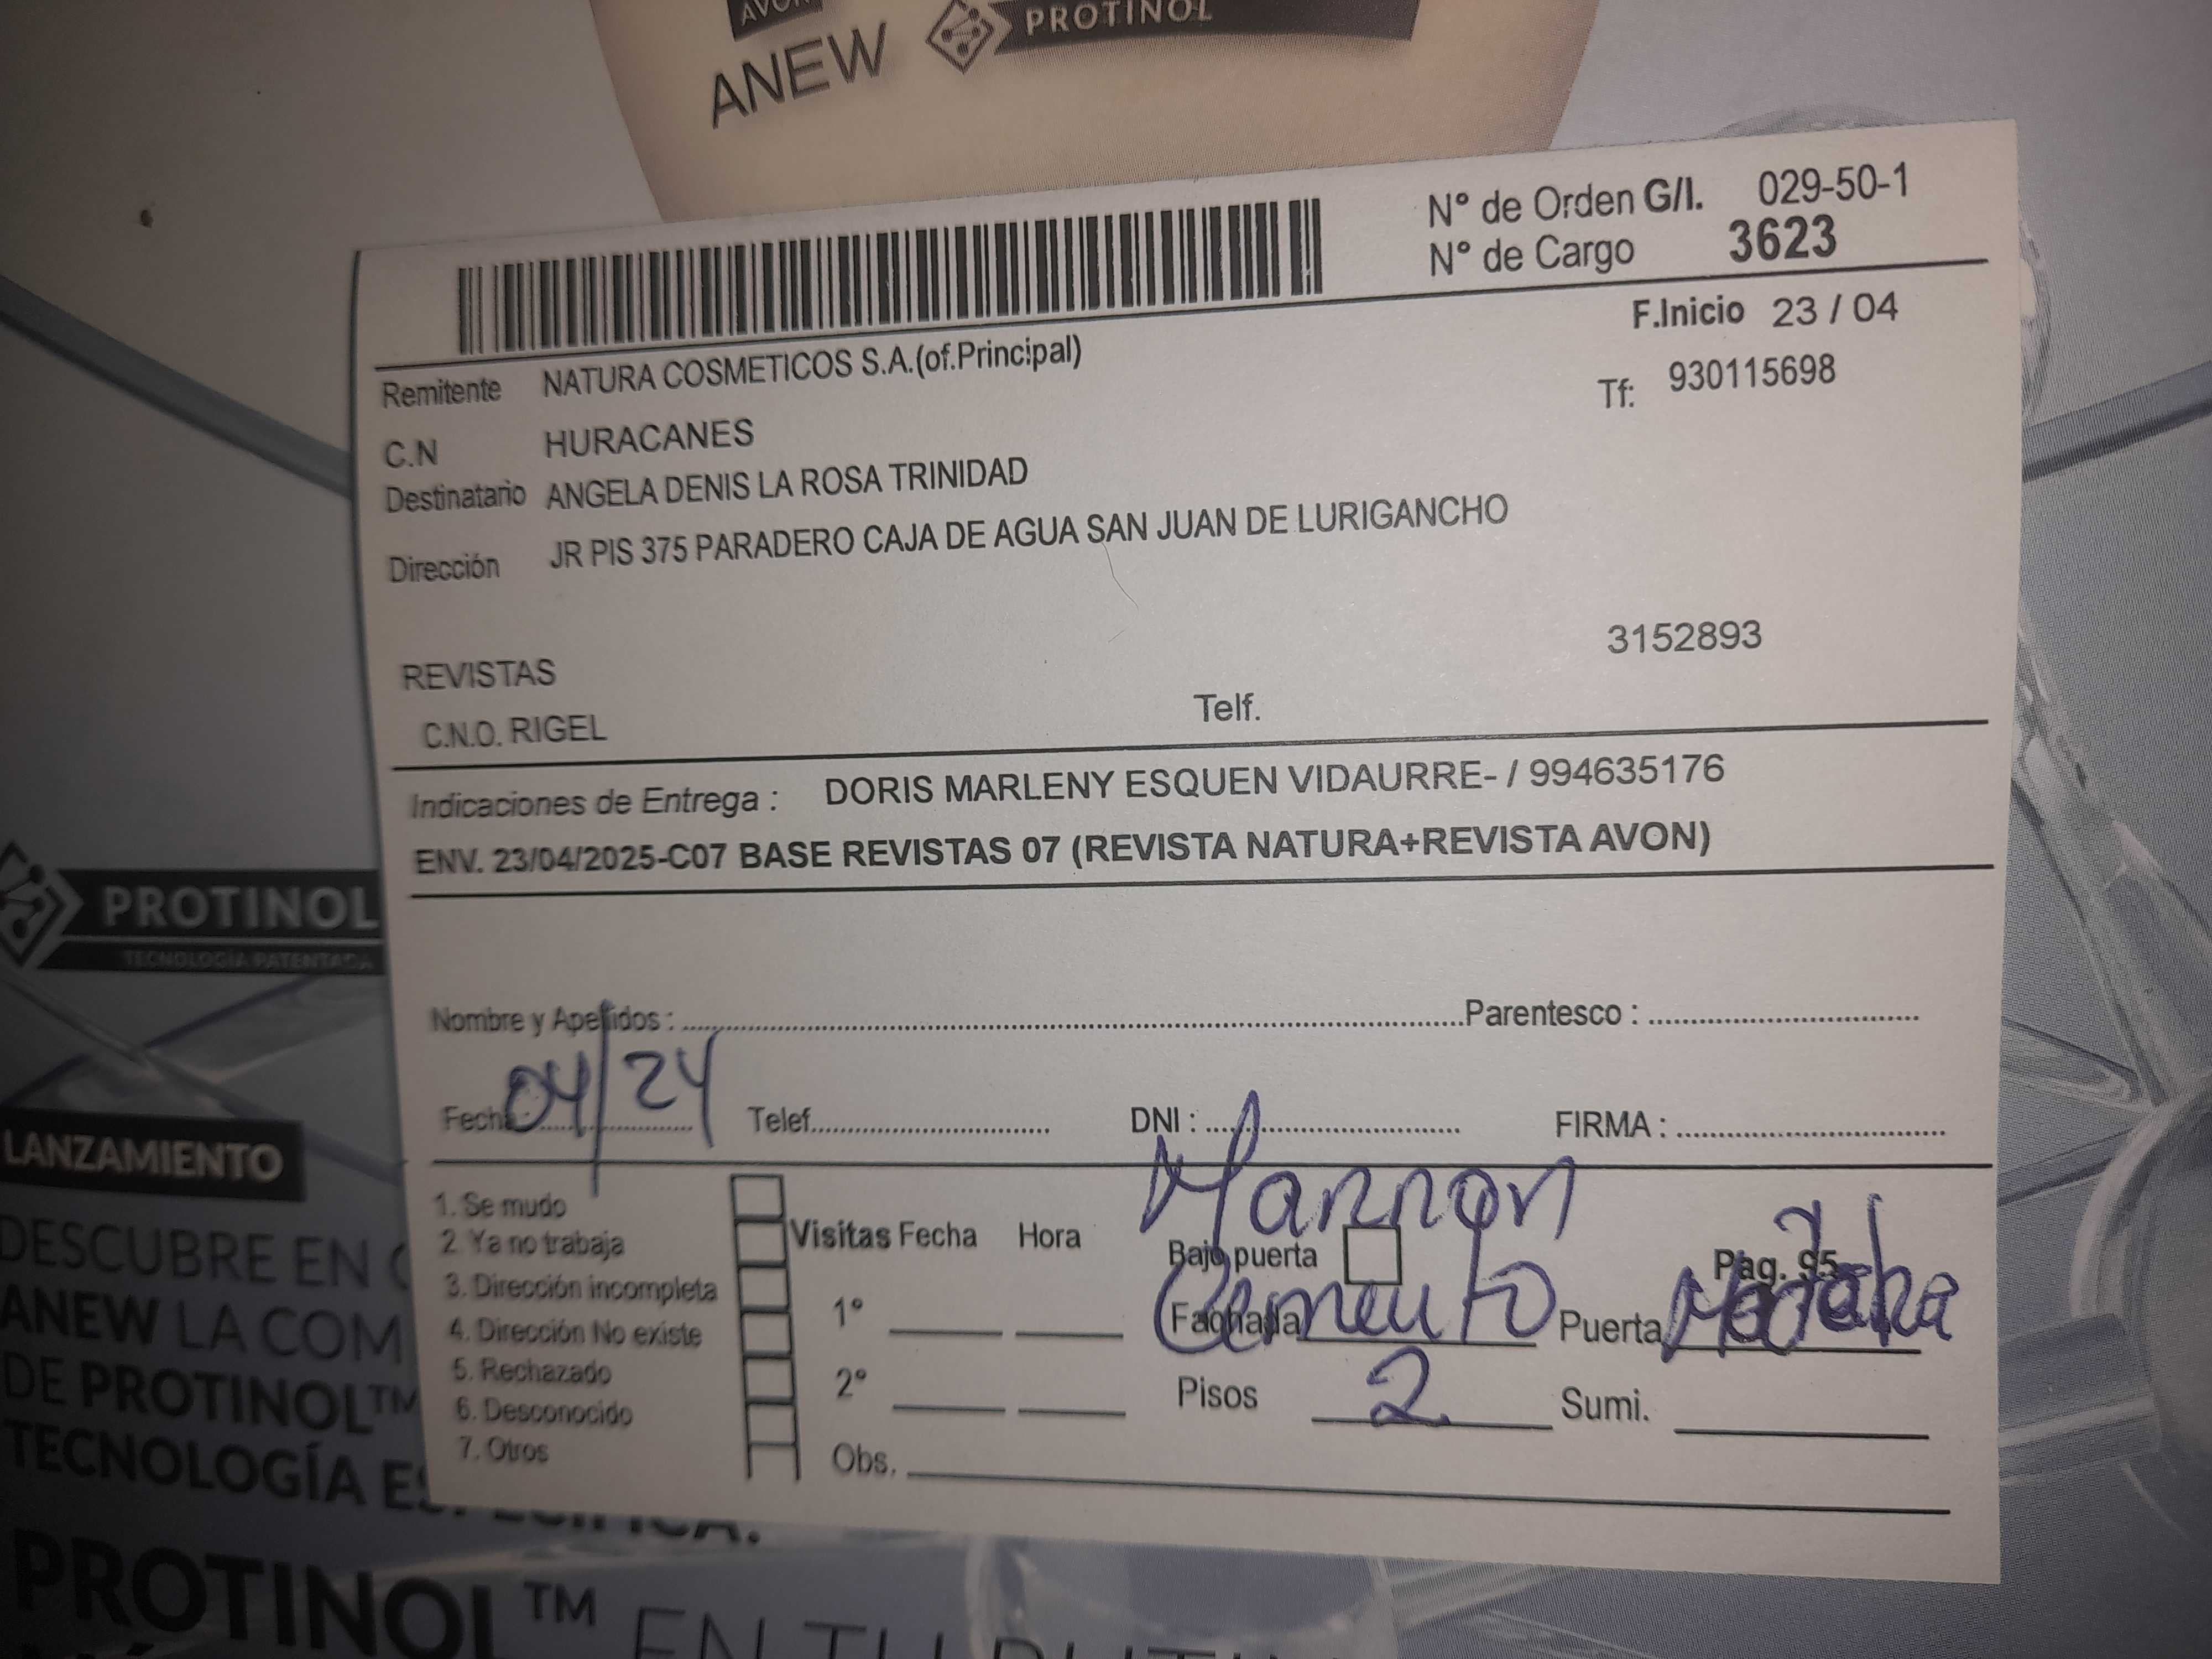 AVON
ANEW PROTINOL
N° de Orden G/I. 029-50-1
N° de Cargo 3623
F.Inicio 23 / 04
Remitente NATURA COSMETICOS S.A.(of.Principal)
Tf: 930115698
C.N HURACANES
Destinatario ANGELA DENIS LA ROSA TRINIDAD
Dirección JR PIS 375 PARADERO CAJA DE AGUA SAN JUAN DE LURIGANCHO
3152893
REVISTAS
C.N.O. RIGEL Telf.
Indicaciones de Entrega : DORIS MARLENY ESQUEN VIDAURRE- / 994635176
ENV. 23/04/2025-C07 BASE REVISTAS 07 (REVISTA NATURA+REVISTA AVON)
Nombre y Apellidos : Parentesco :
Fecha: 04/24 Telef. DNI : FIRMA :
1. Se mudo
2. Ya no trabaja
3. Dirección incompleta
4. Dirección No existe
5. Rechazado
6. Desconocido
7. Otros
Visitas Fecha Hora
1°
2°
Obs.
Marron
Bajo puerta Pag. 95
Fachada Cemento Puerta
Pisos 2 Sumi.
PROTINOL
TECNOLOGÍA PATENTADA
LANZAMIENTO
DESCUBRE EN
ANEW LA COM
DE PROTINOL™
TECNOLOGÍA ESPECÍFICA.
PROTINOL™ EN TU